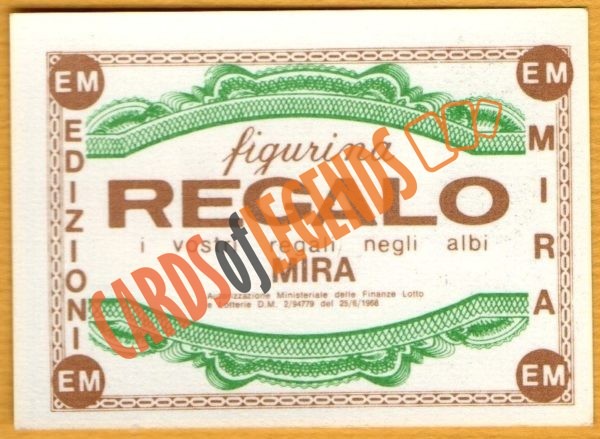 EM
EM
EDIZIONI
MIRA
figurina
REGALO
i vostri regali negli albi
MIRA
Autorizzazione Ministeriale delle Finanze Lotto
e Lotterie D.M. 2/94779 del 25/6/1968
EM
EM
CARDS of LEGENDS